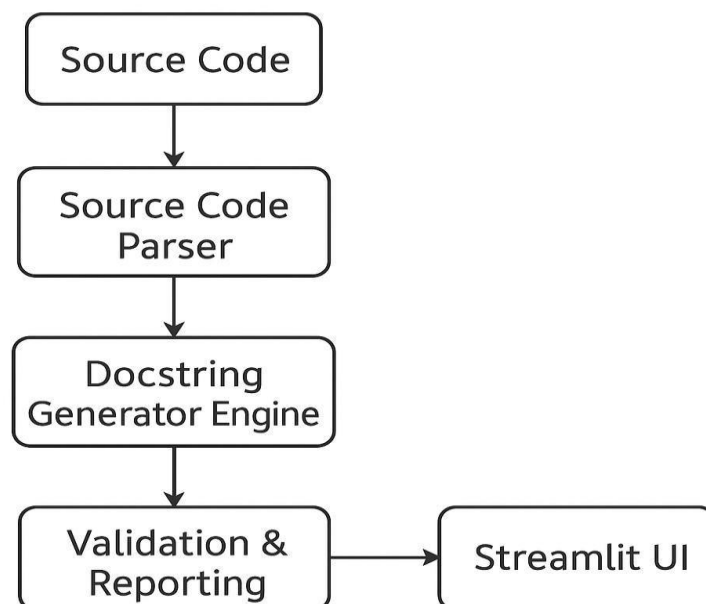 Source Code
Source Code
Parser
Docstring
Generator Engine
Validation &
Reporting
Streamlit UI